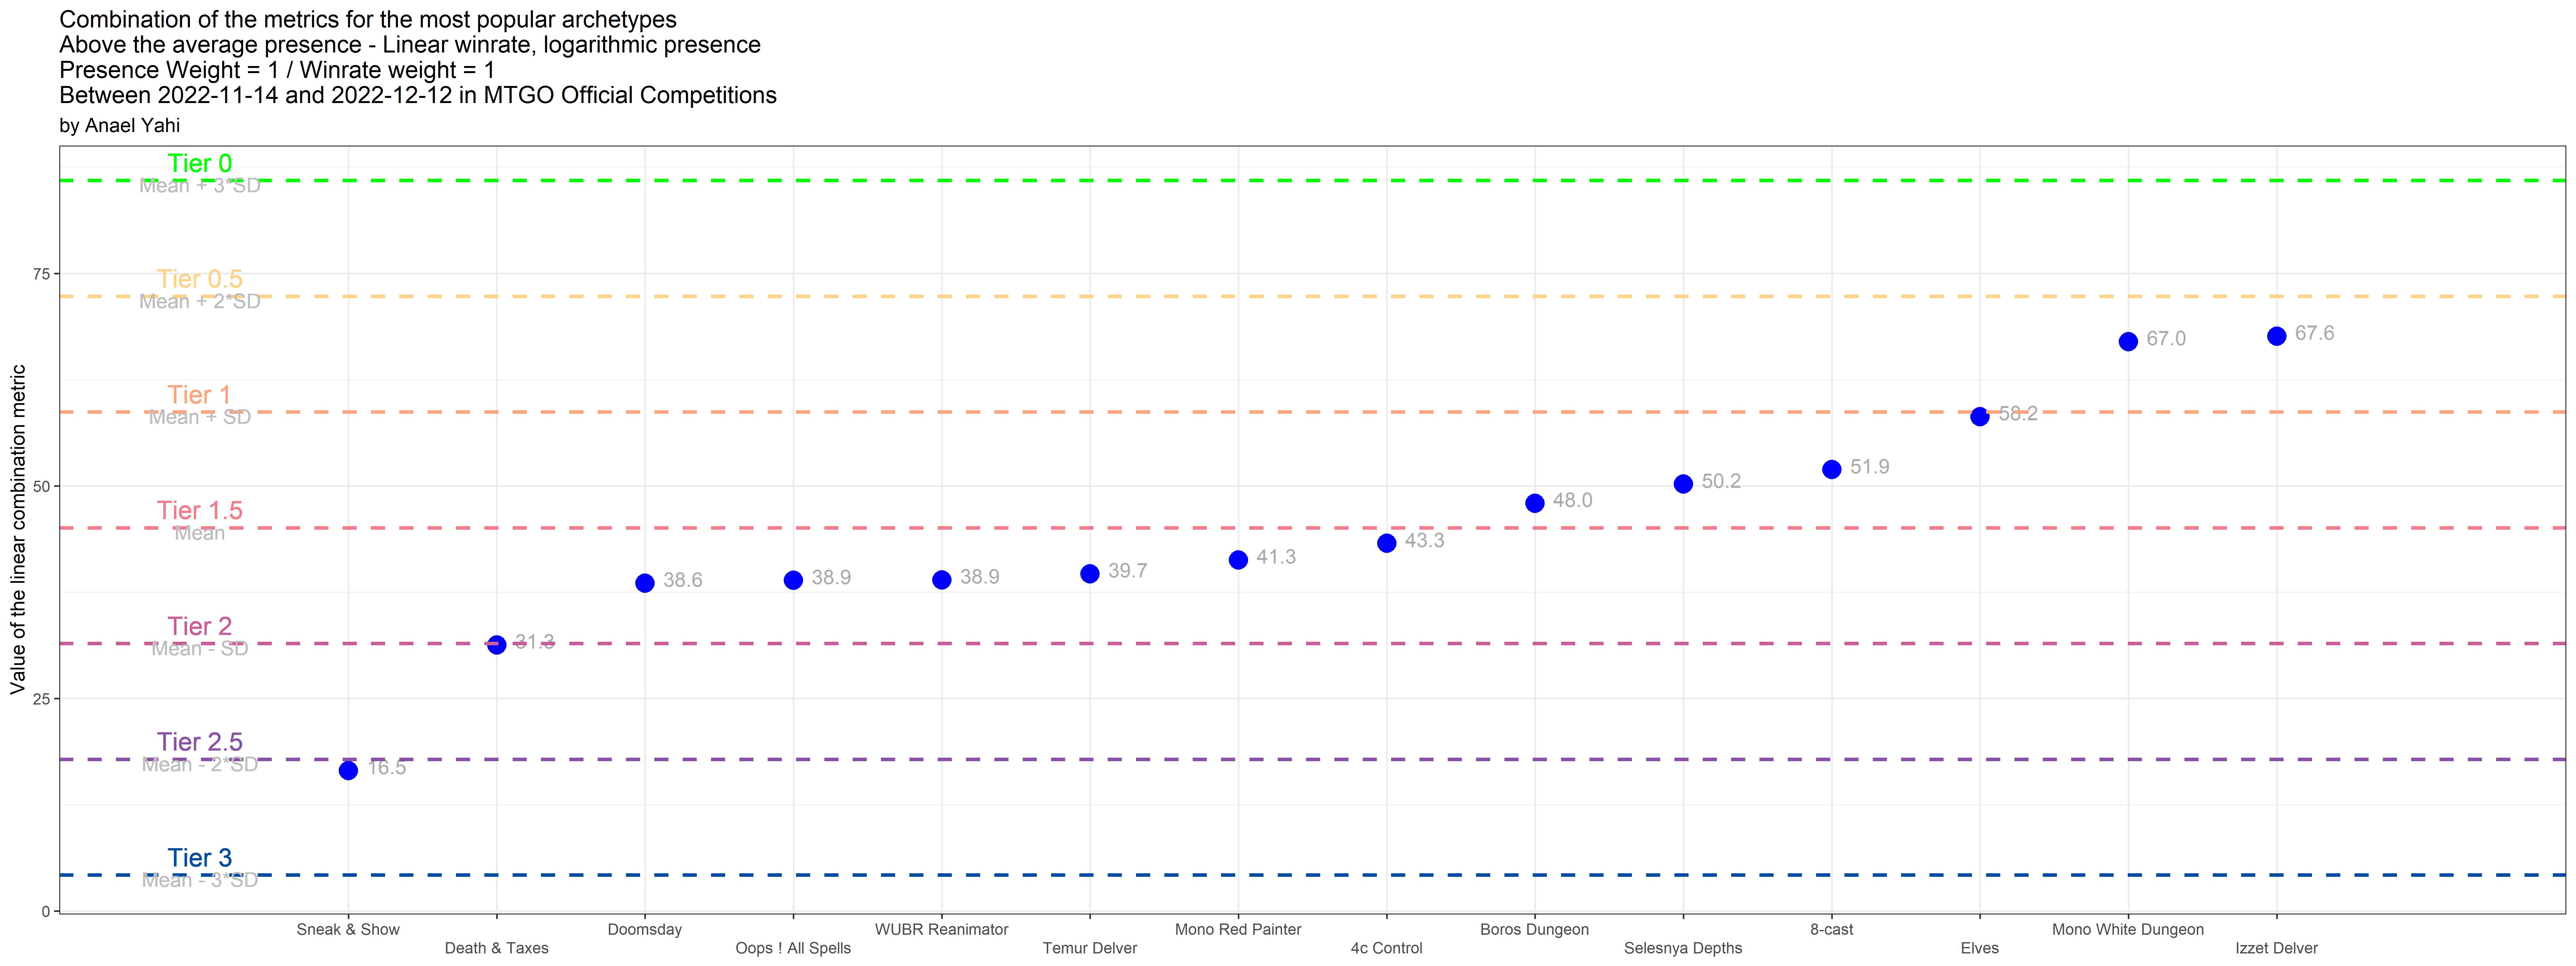 Combination of the metrics for the most popular archetypes
Above the average presence - Linear winrate, logarithmic presence
Presence Weight = 1 / Winrate weight = 1
Between 2022-11-14 and 2022-12-12 in MTGO Official Competitions
by Anael Yahi
Value of the linear combination metric
Tier 0
Mean + 3*SD
75
Tier 0.5
Mean + 2*SD
67.0
67.6
Tier 1
Mean + SD
58.2
50
48.0
50.2
51.9
Tier 1.5
Mean
38.6
38.9
38.9
39.7
41.3
43.3
Tier 2
Mean - SD
31.3
25
Tier 2.5
Mean - 2*SD
16.5
Tier 3
Mean - 3*SD
0
Sneak & Show
Death & Taxes
Doomsday
Oops ! All Spells
WUBR Reanimator
Temur Delver
Mono Red Painter
4c Control
Boros Dungeon
Selesnya Depths
8-cast
Elves
Mono White Dungeon
Izzet Delver